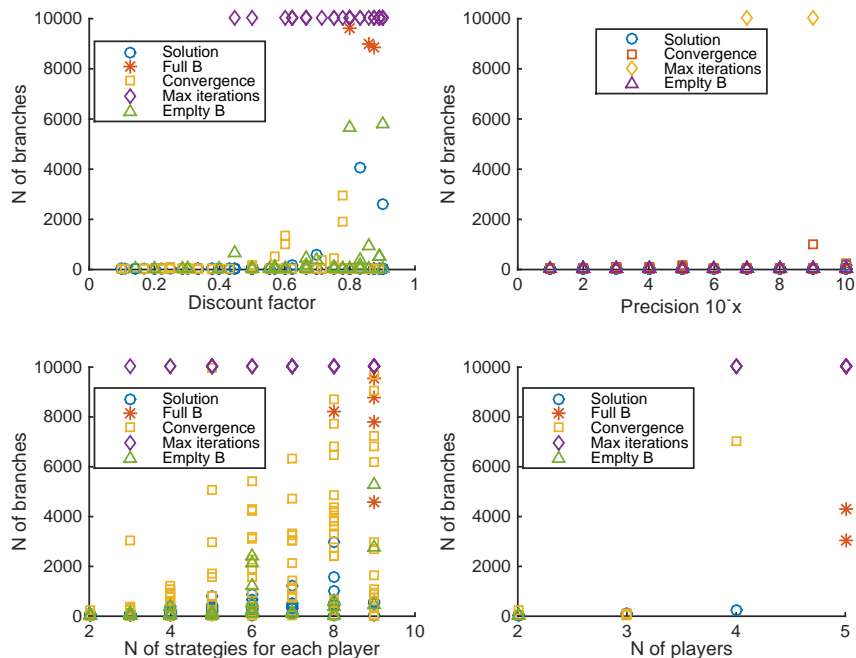 10000
8000
6000
4000
2000
0
N of branches
Solution
Full B
Convergence
Max iterations
Emplty B
0
0.2
0.4
0.6
0.8
1
Discount factor
10000
8000
6000
4000
2000
0
N of branches
Solution
Convergence
Max iterations
Emplty B
0
2
4
6
8
10
Precision 10^-x
10000
8000
6000
4000
2000
0
N of branches
Solution
Full B
Convergence
Max iterations
Emplty B
2
4
6
8
10
N of strategies for each player
10000
8000
6000
4000
2000
0
N of branches
Solution
Full B
Convergence
Max iterations
Emplty B
2
3
4
5
N of players